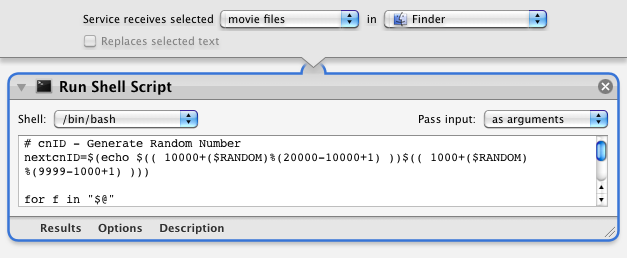 Service receives selected movie files in Finder
Replaces selected text
Run Shell Script
Shell: /bin/bash Pass input: as arguments
# cnID - Generate Random Number
nextcnID=$(echo $(( 10000+($RANDOM)%(20000-10000+1) ))$(( 1000+($RANDOM)
%(9999-1000+1) )))
for f in "$@"
Results Options Description